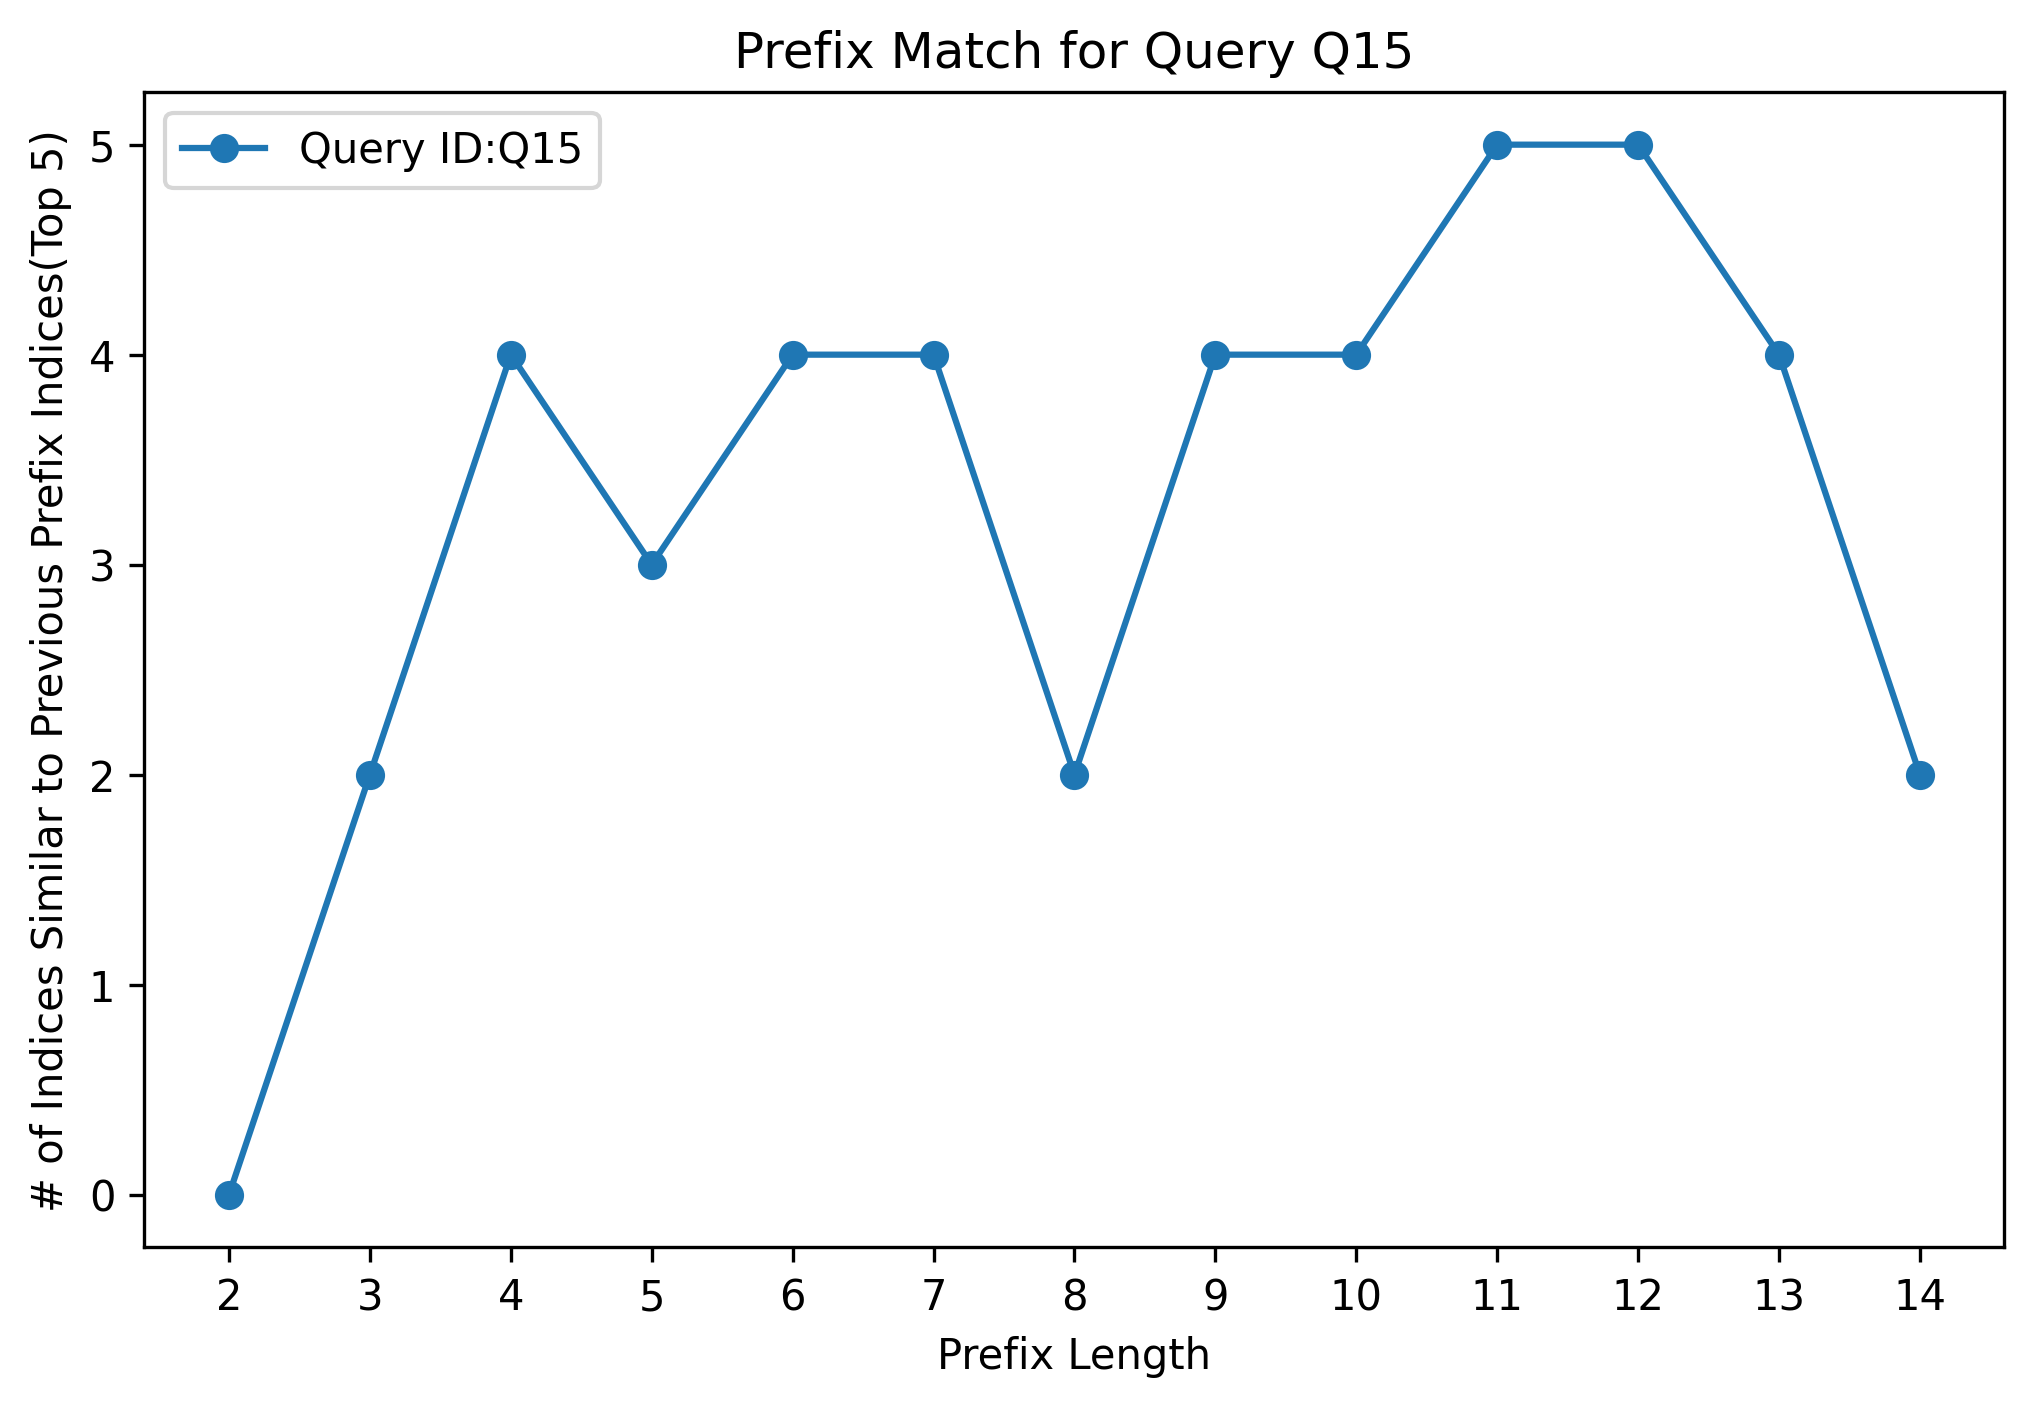 Prefix Match for Query Q15
Query ID:Q15
# of Indices Similar to Previous Prefix Indices(Top 5)
5
4
3
2
1
0
2 3 4 5 6 7 8 9 10 11 12 13 14
Prefix Length